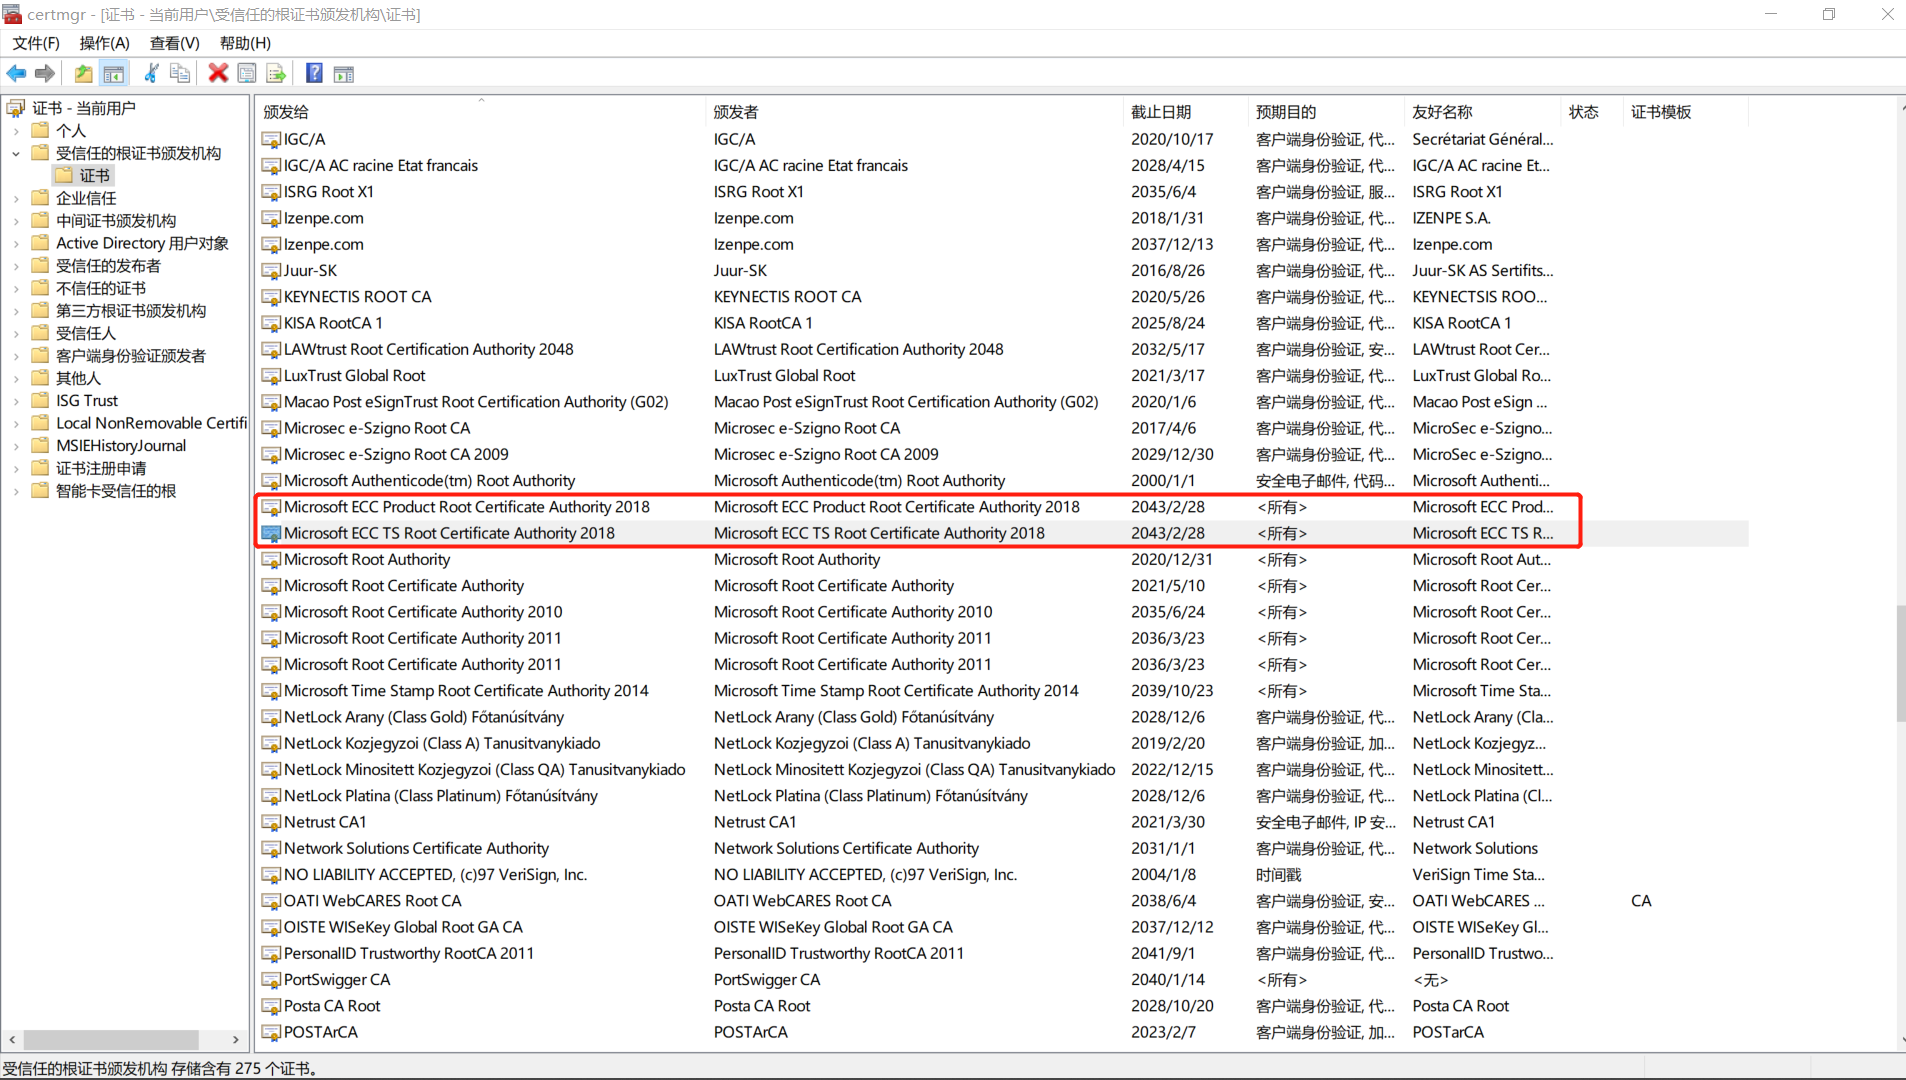 certmgr - [证书 - 当前用户\受信任的根证书颁发机构\证书]
文件(F) 操作(A) 查看(V) 帮助(H)
证书 - 当前用户
个人
受信任的根证书颁发机构
证书
企业信任
中间证书颁发机构
Active Directory 用户对象
受信任的发布者
不信任的证书
第三方根证书颁发机构
受信任人
客户端身份验证颁发者
其他人
ISG Trust
Local NonRemovable Certifi
MSIEHistoryJournal
证书注册申请
智能卡受信任的根
颁发给 颁发者 截止日期 预期目的 友好名称 状态 证书模板
IGC/A IGC/A 2020/10/17 客户端身份验证, 代... Secrétariat Général...
IGC/A AC racine Etat francais IGC/A AC racine Etat francais 2028/4/15 客户端身份验证, 代... IGC/A AC racine Et...
ISRG Root X1 ISRG Root X1 2035/6/4 客户端身份验证, 服... ISRG Root X1
Izenpe.com Izenpe.com 2018/1/31 客户端身份验证, 代... IZENPE S.A.
Izenpe.com Izenpe.com 2037/12/13 客户端身份验证, 代... Izenpe.com
Juur-SK Juur-SK 2016/8/26 客户端身份验证, 代... Juur-SK AS Sertifits...
KEYNECTIS ROOT CA KEYNECTIS ROOT CA 2020/5/26 客户端身份验证, 代... KEYNECTSIS ROO...
KISA RootCA 1 KISA RootCA 1 2025/8/24 客户端身份验证, 代... KISA RootCA 1
LAWtrust Root Certification Authority 2048 LAWtrust Root Certification Authority 2048 2032/5/17 客户端身份验证, 安... LAWtrust Root Cer...
LuxTrust Global Root LuxTrust Global Root 2021/3/17 客户端身份验证, 代... LuxTrust Global Ro...
Macao Post eSignTrust Root Certification Authority (G02) Macao Post eSignTrust Root Certification Authority (G02) 2020/1/6 客户端身份验证, 代... Macao Post eSign ...
Microsec e-Szigno Root CA Microsec e-Szigno Root CA 2017/4/6 客户端身份验证, 代... MicroSec e-Szigno...
Microsec e-Szigno Root CA 2009 Microsec e-Szigno Root CA 2009 2029/12/30 客户端身份验证, 代... MicroSec e-Szigno...
Microsoft Authenticode(tm) Root Authority Microsoft Authenticode(tm) Root Authority 2000/1/1 安全电子邮件, 代码... Microsoft Authenti...
Microsoft ECC Product Root Certificate Authority 2018 Microsoft ECC Product Root Certificate Authority 2018 2043/2/28 <所有> Microsoft ECC Prod...
Microsoft ECC TS Root Certificate Authority 2018 Microsoft ECC TS Root Certificate Authority 2018 2043/2/28 <所有> Microsoft ECC TS R...
Microsoft Root Authority Microsoft Root Authority 2020/12/31 <所有> Microsoft Root Aut...
Microsoft Root Certificate Authority Microsoft Root Certificate Authority 2021/5/10 <所有> Microsoft Root Cer...
Microsoft Root Certificate Authority 2010 Microsoft Root Certificate Authority 2010 2035/6/24 <所有> Microsoft Root Cer...
Microsoft Root Certificate Authority 2011 Microsoft Root Certificate Authority 2011 2036/3/23 <所有> Microsoft Root Cer...
Microsoft Root Certificate Authority 2011 Microsoft Root Certificate Authority 2011 2036/3/23 <所有> Microsoft Root Cer...
Microsoft Time Stamp Root Certificate Authority 2014 Microsoft Time Stamp Root Certificate Authority 2014 2039/10/23 <所有> Microsoft Time Sta...
NetLock Arany (Class Gold) Főtanúsítvány NetLock Arany (Class Gold) Főtanúsítvány 2028/12/6 客户端身份验证, 代... NetLock Arany (Cla...
NetLock Kozjegyzoi (Class A) Tanusitvanykiado NetLock Kozjegyzoi (Class A) Tanusitvanykiado 2019/2/20 客户端身份验证, 加... NetLock Kozjegyz...
NetLock Minositett Kozjegyzoi (Class QA) Tanusitvanykiado NetLock Minositett Kozjegyzoi (Class QA) Tanusitvanykiado 2022/12/15 客户端身份验证, 代... NetLock Minositett...
NetLock Platina (Class Platinum) Főtanúsítvány NetLock Platina (Class Platinum) Főtanúsítvány 2028/12/6 客户端身份验证, 代... NetLock Platina (Cl...
Netrust CA1 Netrust CA1 2021/3/30 安全电子邮件, IP 安... Netrust CA1
Network Solutions Certificate Authority Network Solutions Certificate Authority 2031/1/1 客户端身份验证, 代... Network Solutions
NO LIABILITY ACCEPTED, (c)97 VeriSign, Inc. NO LIABILITY ACCEPTED, (c)97 VeriSign, Inc. 2004/1/8 时间戳 VeriSign Time Sta...
OATI WebCARES Root CA OATI WebCARES Root CA 2038/6/4 客户端身份验证, 安... OATI WebCARES ... CA
OISTE WISeKey Global Root GA CA OISTE WISeKey Global Root GA CA 2037/12/12 客户端身份验证, 代... OISTE WISeKey Gl...
PersonalID Trustworthy RootCA 2011 PersonalID Trustworthy RootCA 2011 2041/9/1 客户端身份验证, 代... PersonalID Trustwo...
PortSwigger CA PortSwigger CA 2040/1/14 <所有> <无>
Posta CA Root Posta CA Root 2028/10/20 客户端身份验证, 代... Posta CA Root
POSTArCA POSTArCA 2023/2/7 客户端身份验证, 加... POSTarCA
受信任的根证书颁发机构 存储含有 275 个证书。